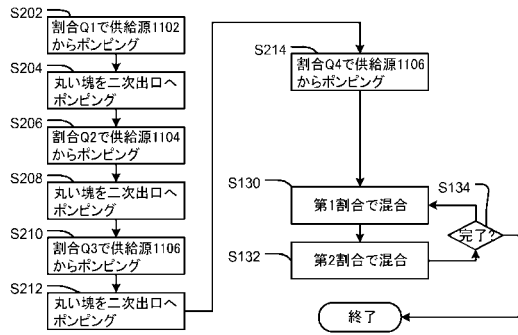 S202
割合Q1で供給源1102
からポンピング
S204
丸い塊を二次出口へ
ポンピング
S206
割合Q2で供給源1104
からポンピング
S208
丸い塊を二次出口へ
ポンピング
S210
割合Q3で供給源1106
からポンピング
S212
丸い塊を二次出口へ
ポンピング
S214
割合Q4で供給源1106
からポンピング
S130
第1割合で混合
S134
完了?
S132
第2割合で混合
終了